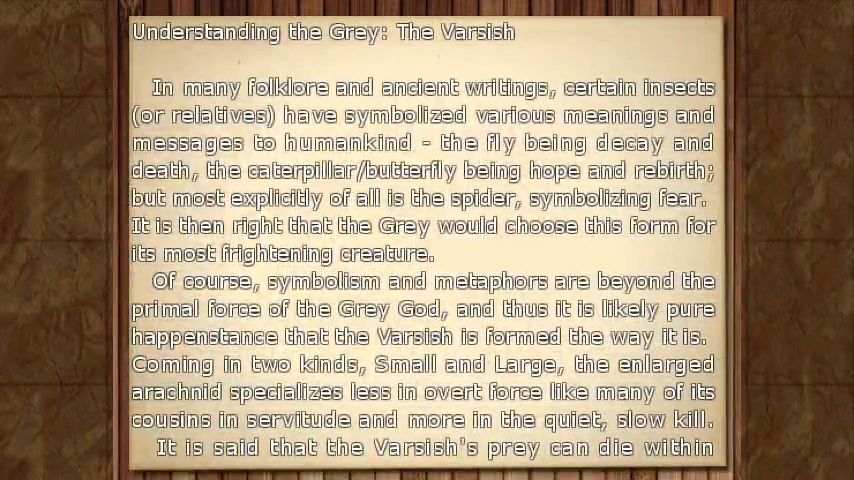 Understanding the Grey: The Varsish
In many folklore and ancient writings, certain insects
(or relatives) have symbolized various meanings and
messages to humankind - the fly being decay and
death, the caterpillar/butterfly being hope and rebirth;
but most explicitly of all is the spider, symbolizing fear.
It is then right that the Grey would choose this form for
its most frightening creature.
Of course, symbolism and metaphors are beyond the
primal force of the Grey God, and thus it is likely pure
happenstance that the Varsish is formed the way it is.
Coming in two kinds, Small and Large, the enlarged
arachnid specializes less in overt force like many of its
cousins in servitude and more in the quiet, slow kill.
It is said that the Varsish's prey can die within